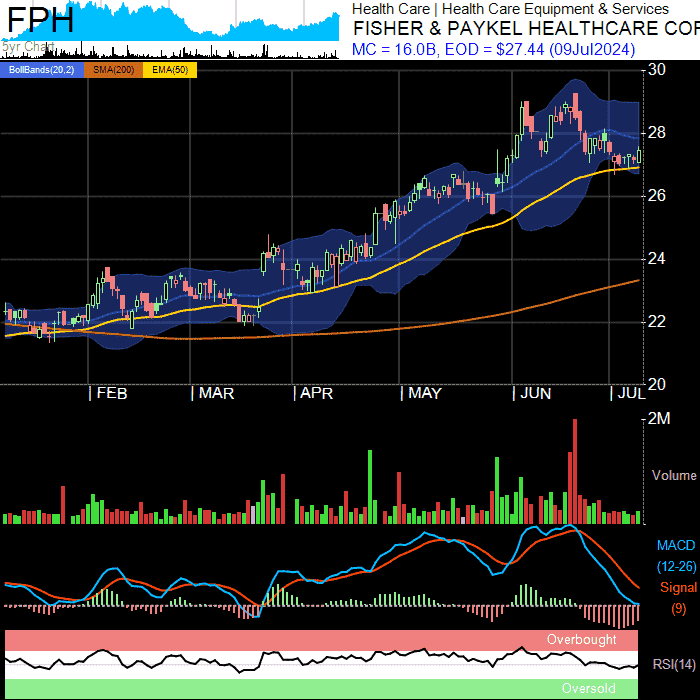 FPH
5yr Chart
Health Care | Health Care Equipment & Services
FISHER & PAYKEL HEALTHCARE COR
MC = 16.0B, EOD = $27.44 (09Jul2024)
BollBands(20,2) SMA(200) EMA(50)
30
28
26
24
22
20
| FEB | MAR | APR | MAY | JUN | JUL
2M
Volume
MACD
(12-26)
Signal
(9)
Overbought
RSI(14)
Oversold